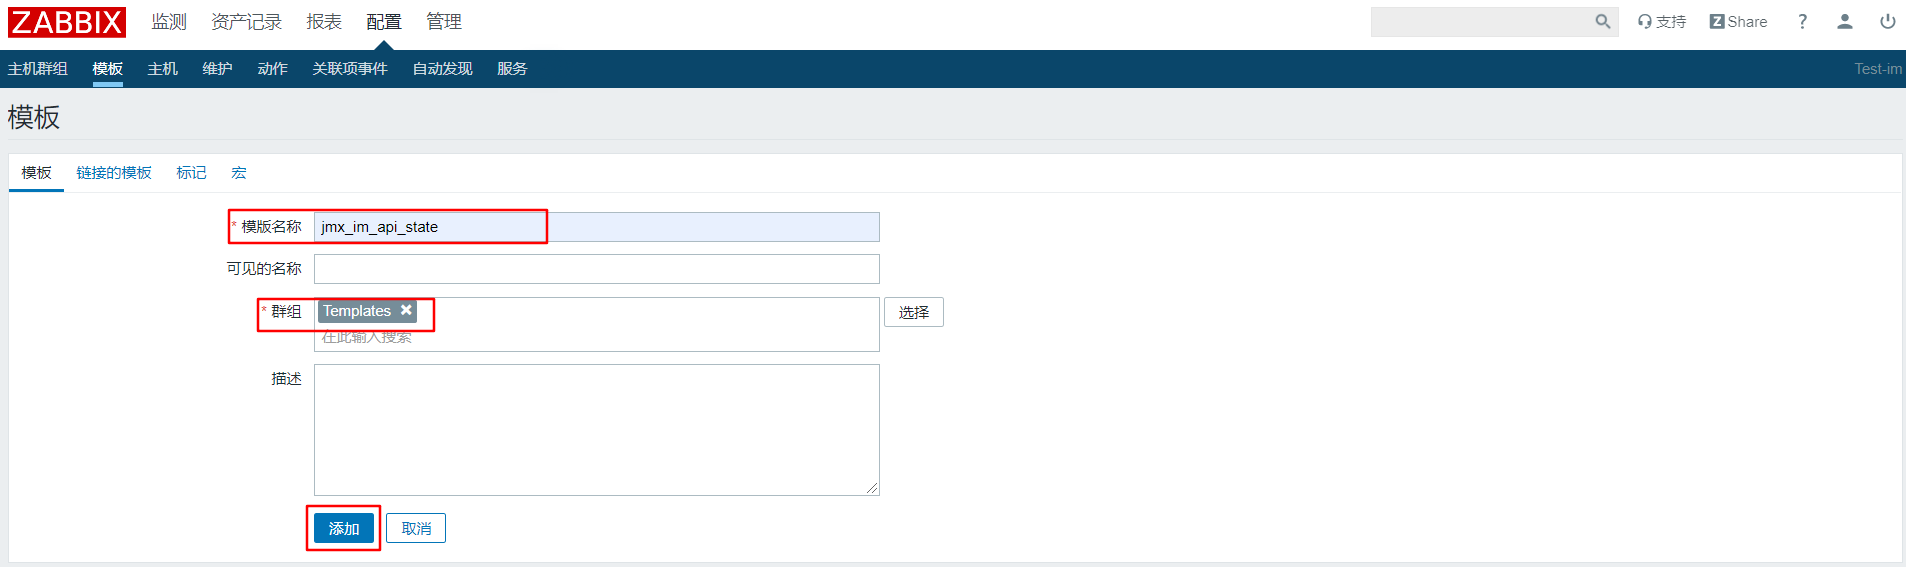 ZABBIX 监测 资产记录 报表 配置 管理 支持 Z Share ?
主机群组 模板 主机 维护 动作 关联项事件 自动发现 服务 Test-im
模板
模板 链接的模板 标记 宏
* 模版名称 jmx_im_api_state
可见的名称
* 群组 Templates 选择
在此输入搜索
描述
添加 取消